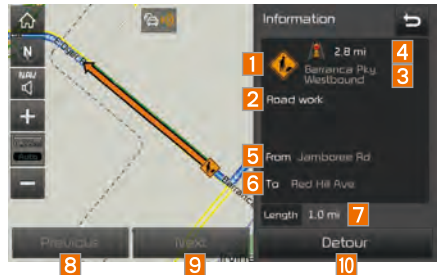 Information
N
1
2.8 mi
4
Barranca Pky.
Westbound
3
NAV
2
Road work
+
Auto
5
From Jamboree Rd
6
To Red Hill Ave
Length 1.0 mi
7
Previous
Next
Detour
8
9
10